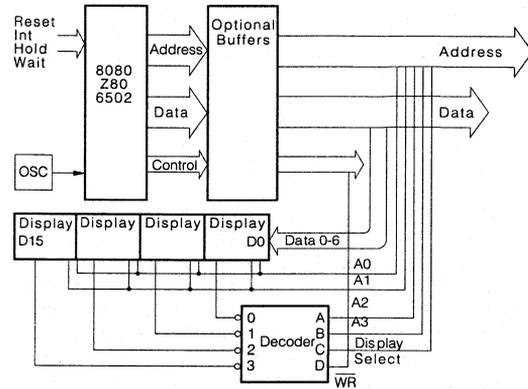 Reset
Int
Hold
Wait
8080
Z80
6502
OSC
Address
Data
Control
Optional
Buffers
Address
Data
Display
D15
Display
Display
Display
D0
Data 0-6
A0
A1
A2
A3
Display
Select
WR
Decoder
0
1
2
3
A
B
C
D